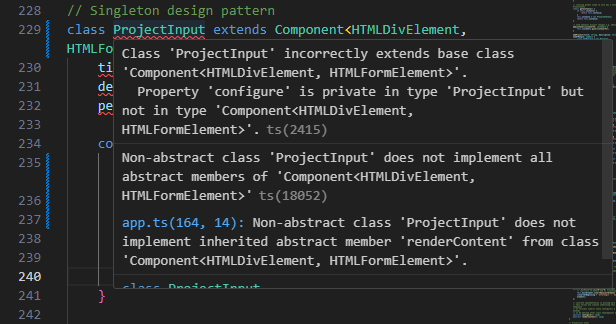 228 // Singleton design pattern
229 class ProjectInput extends Component<HTMLDivElement,
HTMLFo
Class 'ProjectInput' incorrectly extends base class
'Component<HTMLDivElement, HTMLFormElement>'.
Property 'configure' is private in type 'ProjectInput' but
not in type 'Component<HTMLDivElement,
HTMLFormElement>'. ts(2415)
Non-abstract class 'ProjectInput' does not implement all
abstract members of 'Component<HTMLDivElement,
HTMLFormElement>' ts(18052)
app.ts(164, 14): Non-abstract class 'ProjectInput' does not
implement inherited abstract member 'renderContent' from class
'Component<HTMLDivElement, HTMLFormElement>'.
class ProjectInput
230 ti
231 de
232 pe
233
234 co
235
236
237
238
239
240
241 }
242